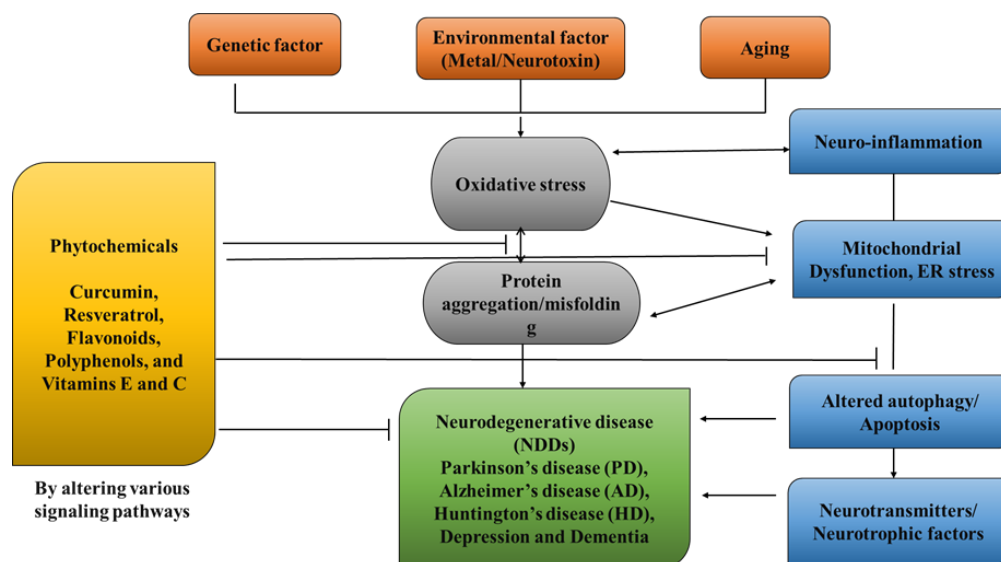 Genetic factor
Environmental factor
(Metal/Neurotoxin)
Aging
Neuro-inflammation
Oxidative stress
Phytochemicals
Curcumin,
Resveratrol,
Flavonoids,
Polyphenols, and
Vitamins E and C
Mitochondrial
Dysfunction, ER stress
Protein
aggregation/misfoldin
g
Altered autophagy/
Apoptosis
Neurodegenerative disease
(NDDs)
Parkinson’s disease (PD),
Alzheimer’s disease (AD),
Huntington’s disease (HD),
Depression and Dementia
By altering various
signaling pathways
Neurotransmitters/
Neurotrophic factors